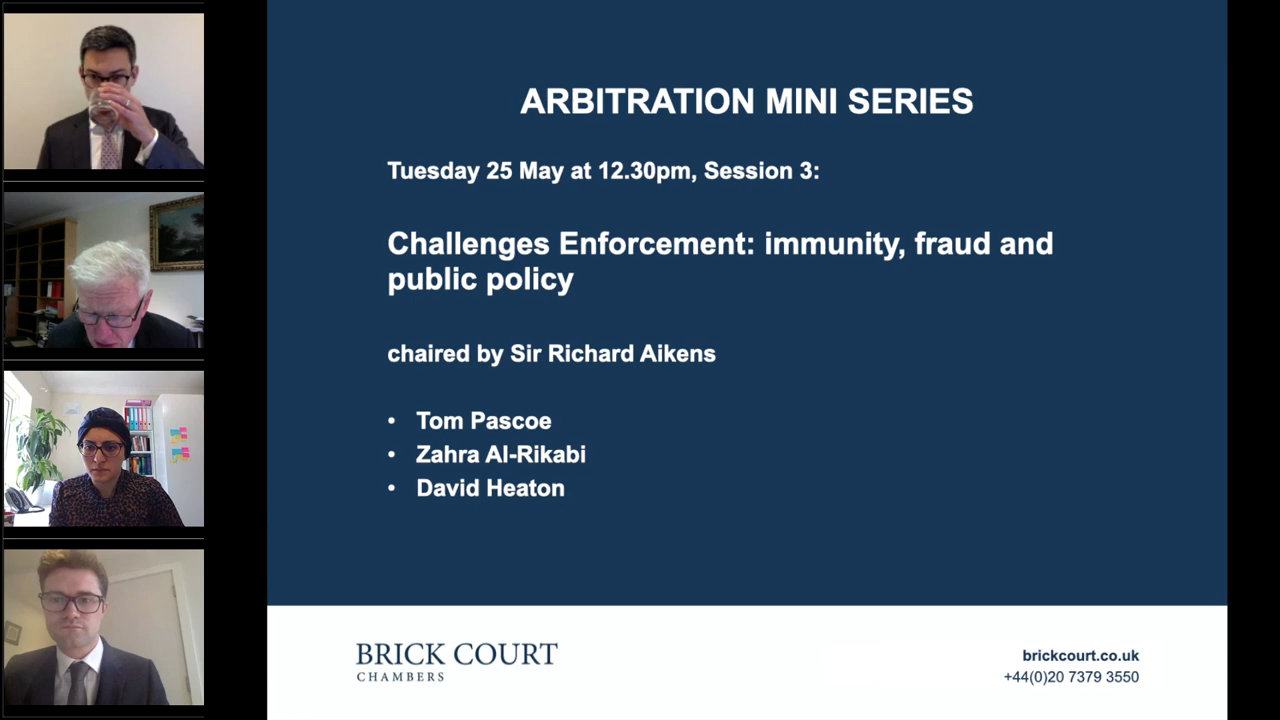 ARBITRATION MINI SERIES
Tuesday 25 May at 12.30pm, Session 3:
Challenges Enforcement: immunity, fraud and
public policy
chaired by Sir Richard Aikens
• Tom Pascoe
• Zahra Al-Rikabi
• David Heaton
BRICK COURT
CHAMBERS
brickcourt.co.uk
+44(0)20 7379 3550